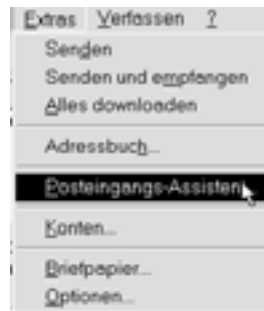 Extras Verfassen ?
Senden
Senden und empfangen
Alles downloaden
Adressbuch...
Posteingangs-Assistent
Konten...
Briefpapier...
Optionen...